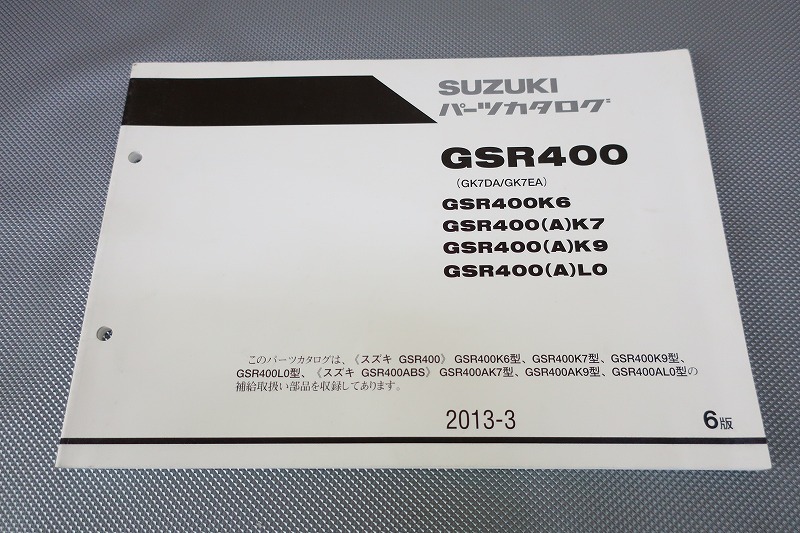 SUZUKI
パーツカタログ
GSR400
(GK7DA/GK7EA)
GSR400K6
GSR400(A)K7
GSR400(A)K9
GSR400(A)L0
このパーツカタログは、《スズキ GSR400》 GSR400K6型、GSR400K7型、GSR400K9型、
GSR400L0型、《スズキ GSR400ABS》 GSR400AK7型、GSR400AK9型、GSR400AL0型の
補給取扱い部品を収録してあります。
2013-3
6版